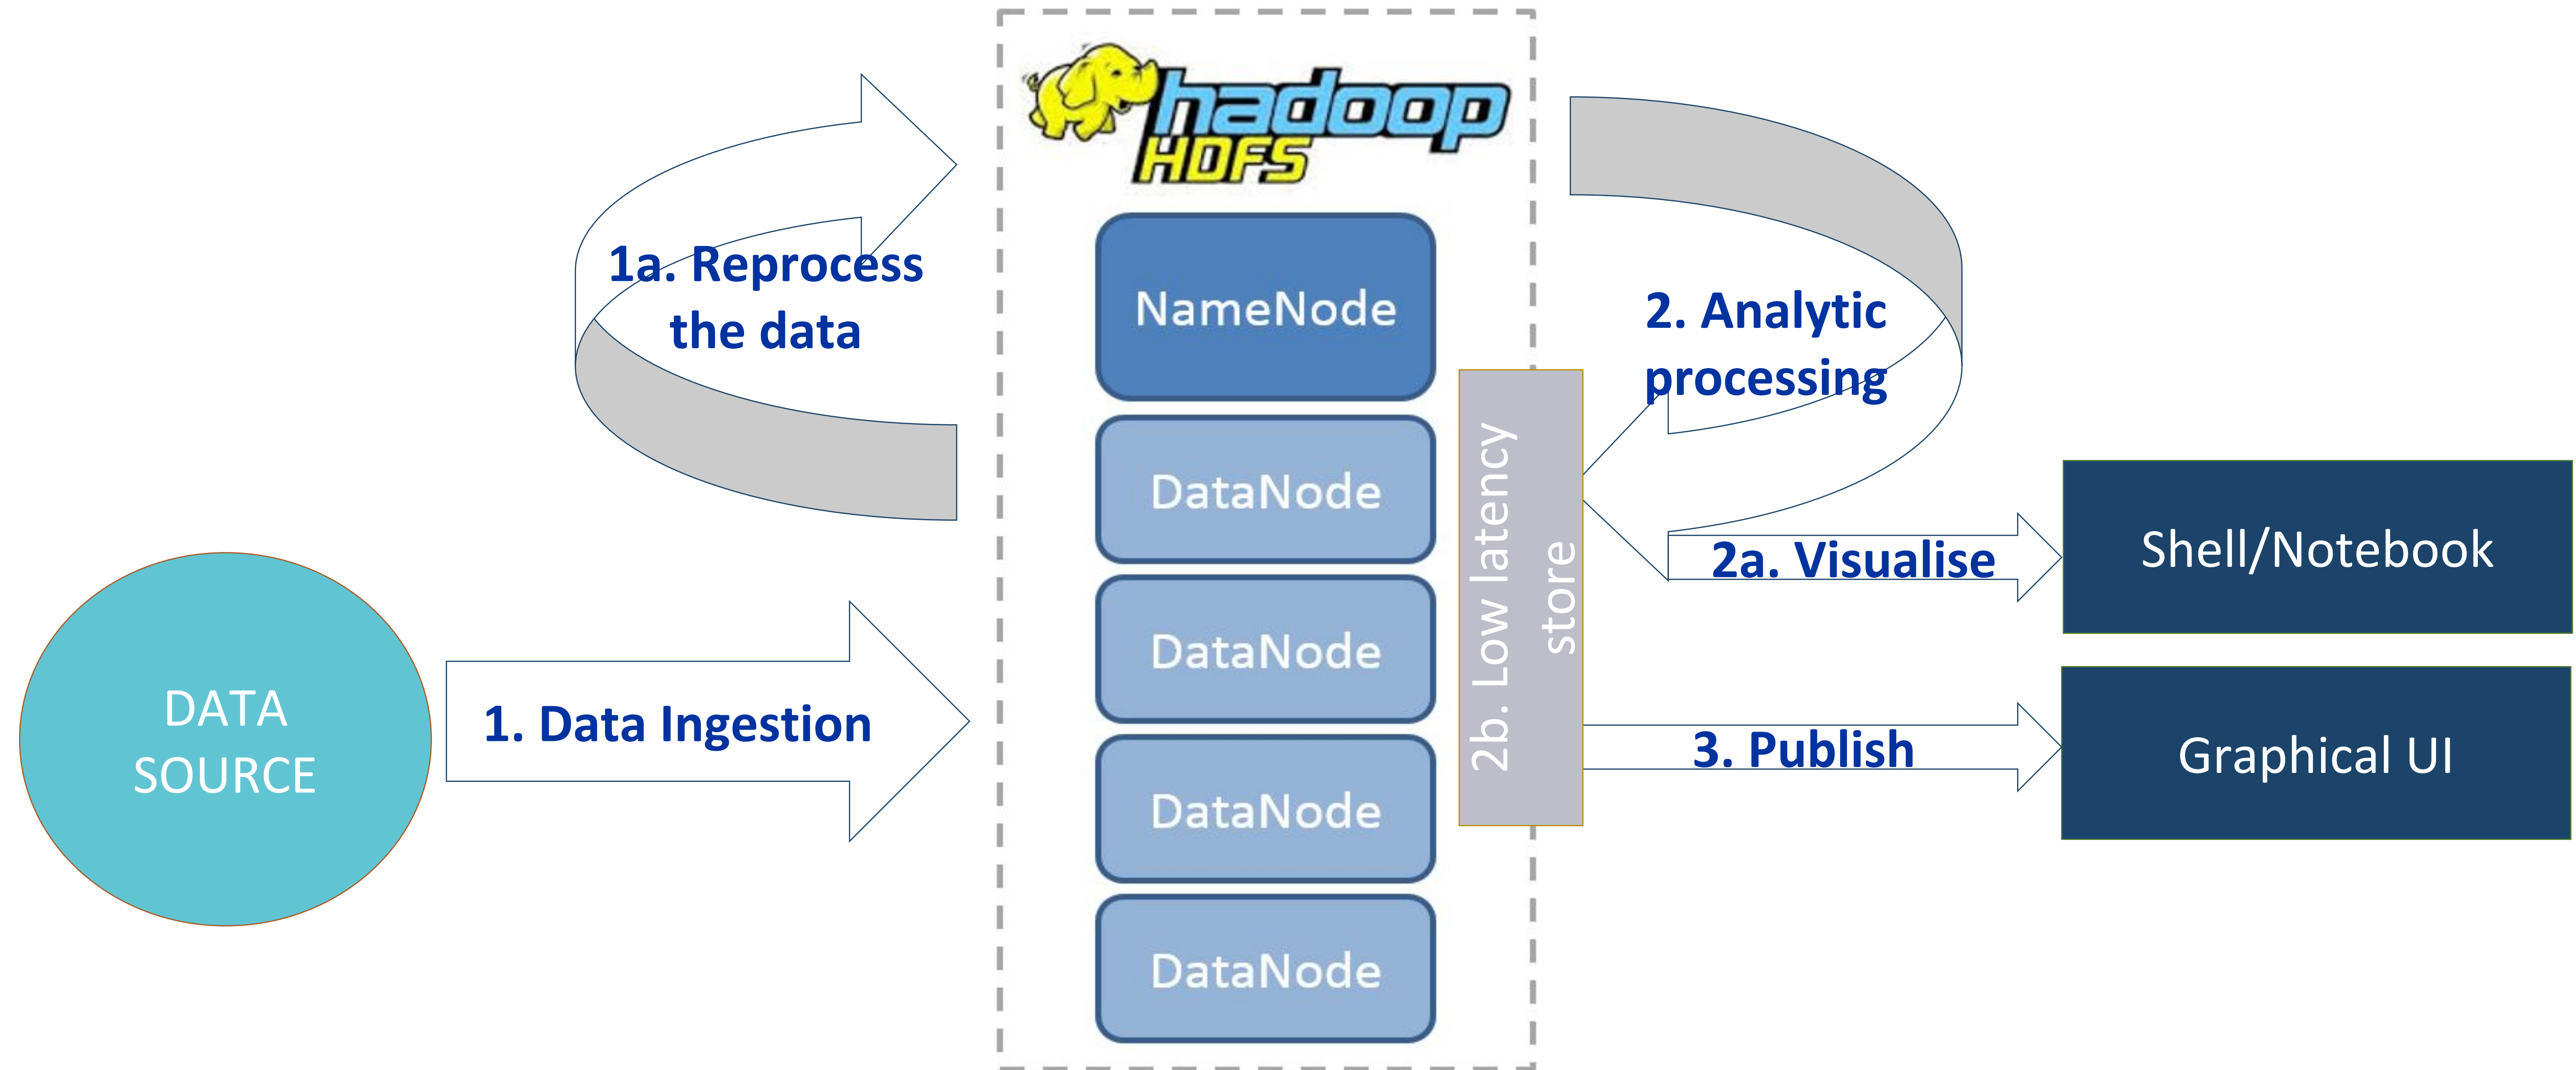 hadoop
HDFS
1a. Reprocess
the data
NameNode
2. Analytic
processing
DataNode
DataNode
DataNode
DataNode
2b. Low latency
store
DATA
SOURCE
1. Data Ingestion
2a. Visualise
Shell/Notebook
3. Publish
Graphical UI